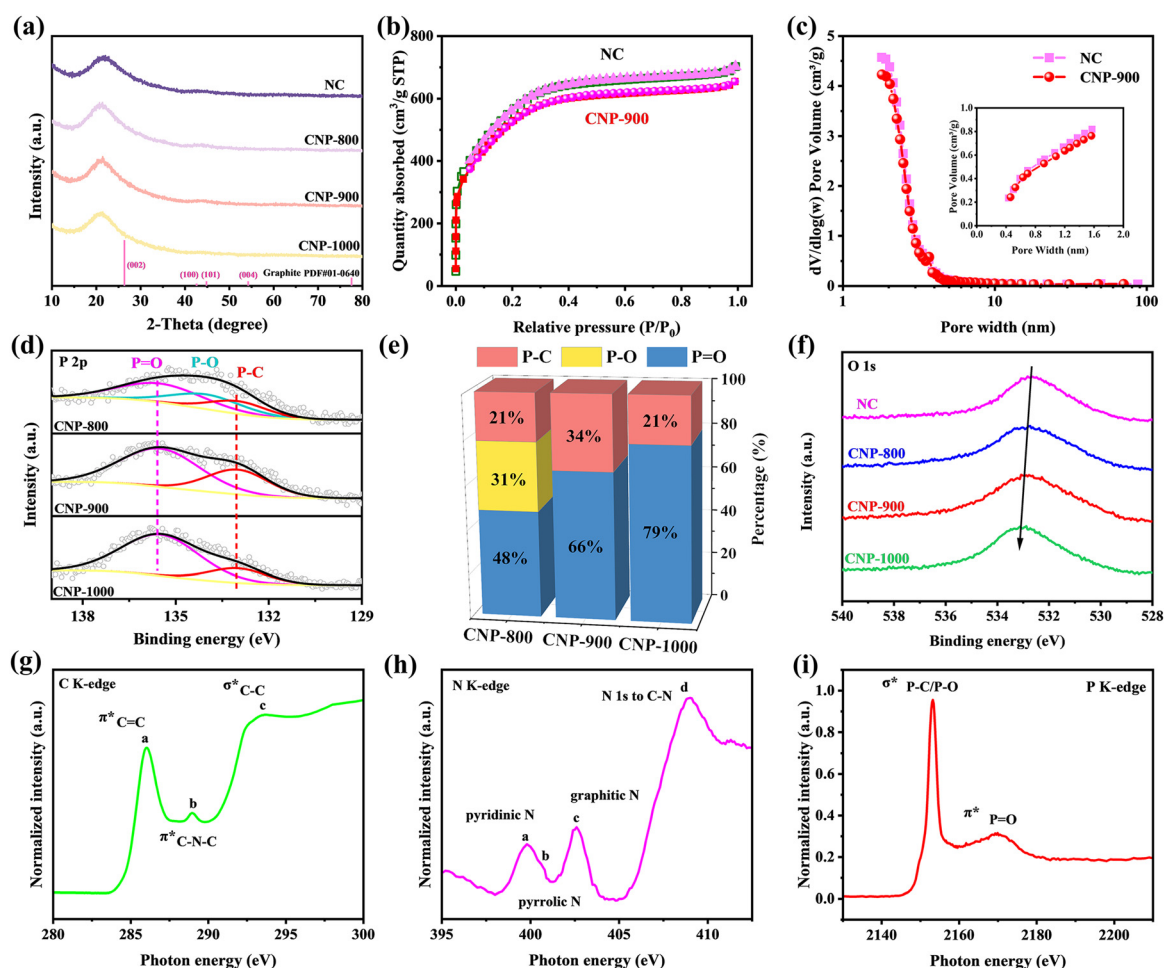 (a)
NC
CNP-800
CNP-900
CNP-1000
(002)
(100)
(101)
(004)
Graphite PDF#01-0640
10 20 30 40 50 60 70 80
2-Theta (degree)
Intensity (a.u.)
(b)
800
700
600
500
400
300
200
100
0
NC
CNP-900
0.0 0.2 0.4 0.6 0.8 1.0
Relative pressure (P/P0)
Quantity absorbed (cm³/g STP)
(c)
5
4
3
2
1
0
NC
CNP-900
1.0
0.8
0.6
0.4
0.2
0.0
0.0 0.4 0.8 1.2 1.6 2.0
Pore Width (nm)
Pore Volume (cm³/g)
1 10 100
Pore width (nm)
dV/dlog(w) Pore Volume (cm³/g)
(d)
P 2p
P=O
P-O
P-C
CNP-800
CNP-900
CNP-1000
138 135 132 129
Binding energy (eV)
Intensity (a.u.)
(e)
P-C P-O P=O
21%
31%
48%
34%
66%
21%
79%
100
80
60
40
20
0
Percentage (%)
CNP-800 CNP-900 CNP-1000
(f)
O 1s
NC
CNP-800
CNP-900
CNP-1000
540 537 534 531 528
Binding energy (eV)
Intensity (a.u.)
(g)
C K-edge
π* C=C
a
b
π* C-N-C
σ* C-C
c
280 285 290 295 300
Photon energy (eV)
Normalized intensity (a.u.)
(h)
N K-edge
N 1s to C-N
d
pyridinic N
a
b
pyrrolic N
graphitic N
c
395 400 405 410
Photon energy (eV)
Normalized intensity (a.u.)
(i)
1.0
0.8
0.6
0.4
0.2
0.0
σ* P-C/P-O
P K-edge
π* P=O
2140 2160 2180 2200
Photon energy (eV)
Normalized intensity (a.u.)